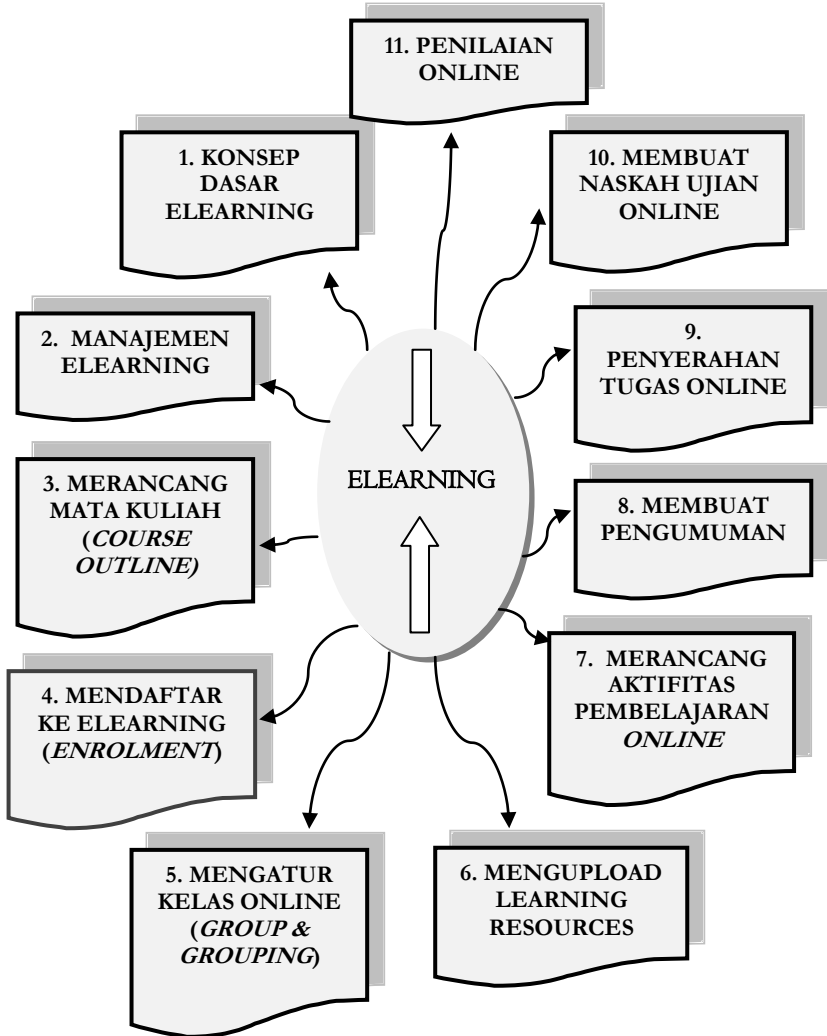 11. PENILAIAN
ONLINE
1. KONSEP
DASAR
ELEARNING
10. MEMBUAT
NASKAH UJIAN
ONLINE
2. MANAJEMEN
ELEARNING
9.
PENYERAHAN
TUGAS ONLINE
ELEARNING
3. MERANCANG
MATA KULIAH
(COURSE
OUTLINE)
8. MEMBUAT
PENGUMUMAN
4. MENDAFTAR
KE ELEARNING
(ENROLMENT)
7. MERANCANG
AKTIFITAS
PEMBELAJARAN
ONLINE
5. MENGATUR
KELAS ONLINE
(GROUP &
GROUPING)
6. MENGUPLOAD
LEARNING
RESOURCES